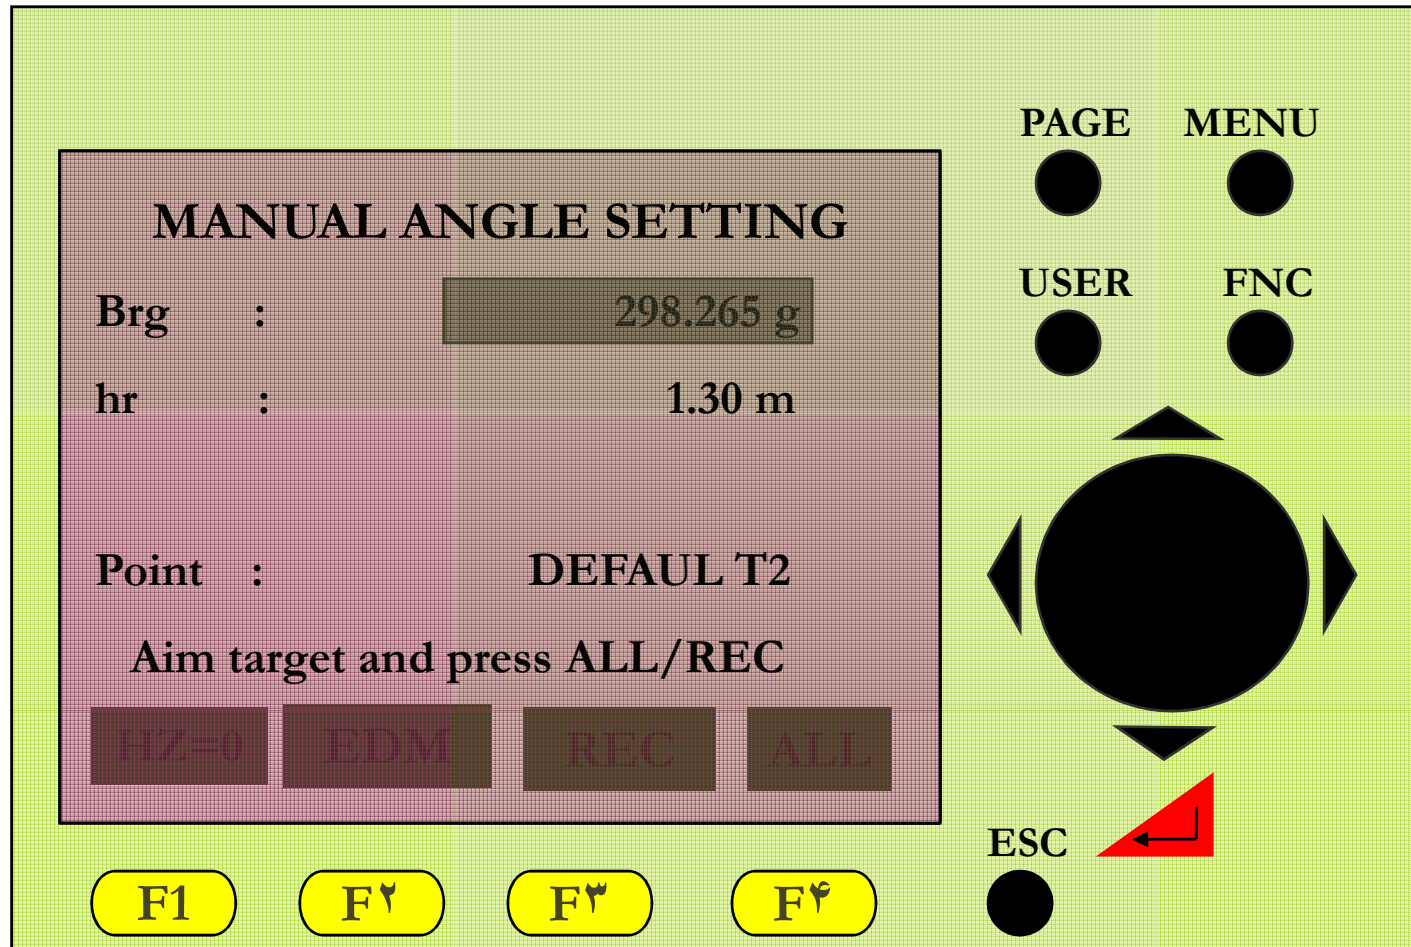 PAGE MENU
MANUAL ANGLE SETTING
USER FNC
Brg : 298.265 g
hr : 1.30 m
Point : DEFAUL T2
Aim target and press ALL/REC
HZ=0 EDM REC ALL
ESC
F1 F۲ F۳ F۴